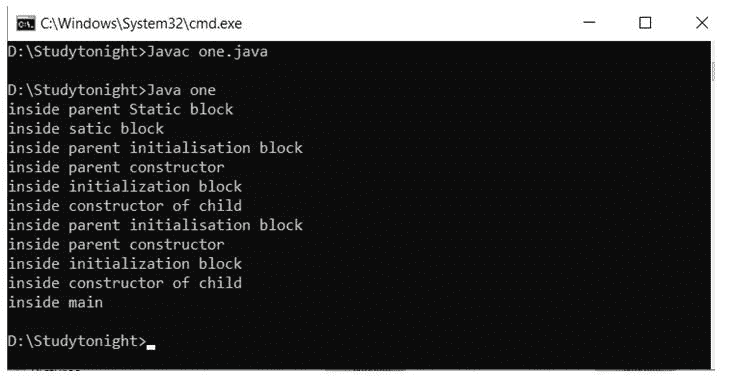 C:\Windows\System32\cmd.exe
D:\Studytonight>Javac one.java
D:\Studytonight>Java one
inside parent Static block
inside satic block
inside parent initialisation block
inside parent constructor
inside initialization block
inside constructor of child
inside parent initialisation block
inside parent constructor
inside initialization block
inside constructor of child
inside main
D:\Studytonight>